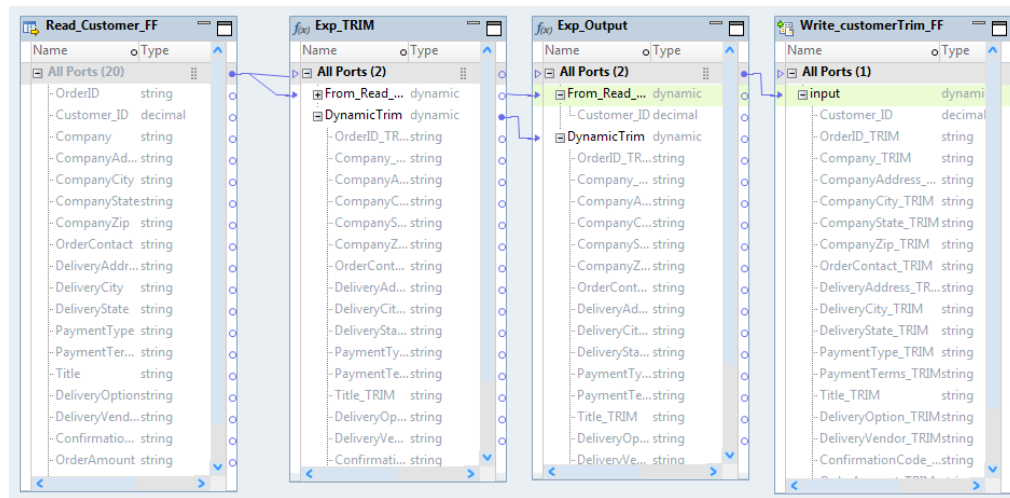 Read_Customer_FF
Name Type
All Ports (20)
OrderID string
Customer_ID decimal
Company string
CompanyAd... string
CompanyCity string
CompanyState string
CompanyZip string
OrderContact string
DeliveryAddr... string
DeliveryCity string
DeliveryState string
PaymentType string
PaymentTer... string
Title string
DeliveryOption string
DeliveryVend... string
Confirmatio... string
OrderAmount string
f(x) Exp_TRIM
Name Type
All Ports (2)
From_Read_... dynamic
DynamicTrim dynamic
OrderID_TR... string
Company_... string
CompanyA... string
CompanyC... string
CompanyS... string
CompanyZ... string
OrderCont... string
DeliveryAd... string
DeliveryCit... string
DeliverySta... string
PaymentTy... string
PaymentTe... string
Title_TRIM string
DeliveryOp... string
DeliveryVe... string
Confirmati... string
f(x) Exp_Output
Name Type
All Ports (2)
From_Read_... dynamic
Customer_ID decimal
DynamicTrim dynamic
OrderID_TR... string
Company_... string
CompanyA... string
CompanyC... string
CompanyS... string
CompanyZ... string
OrderCont... string
DeliveryAd... string
DeliveryCit... string
DeliverySta... string
PaymentTy... string
PaymentTe... string
Title_TRIM string
DeliveryOp... string
DeliveryVe... string
Write_customerTrim_FF
Name Type
All Ports (1)
input dynami
Customer_ID decimal
OrderID_TRIM string
Company_TRIM string
CompanyAddress_... string
CompanyCity_TRIM string
CompanyState_TRIM string
CompanyZip_TRIM string
OrderContact_TRIM string
DeliveryAddress_TR... string
DeliveryCity_TRIM string
DeliveryState_TRIM string
PaymentType_TRIM string
PaymentTerms_TRIM string
Title_TRIM string
DeliveryOption_TRIM string
DeliveryVendor_TRIM string
ConfirmationCode_... string